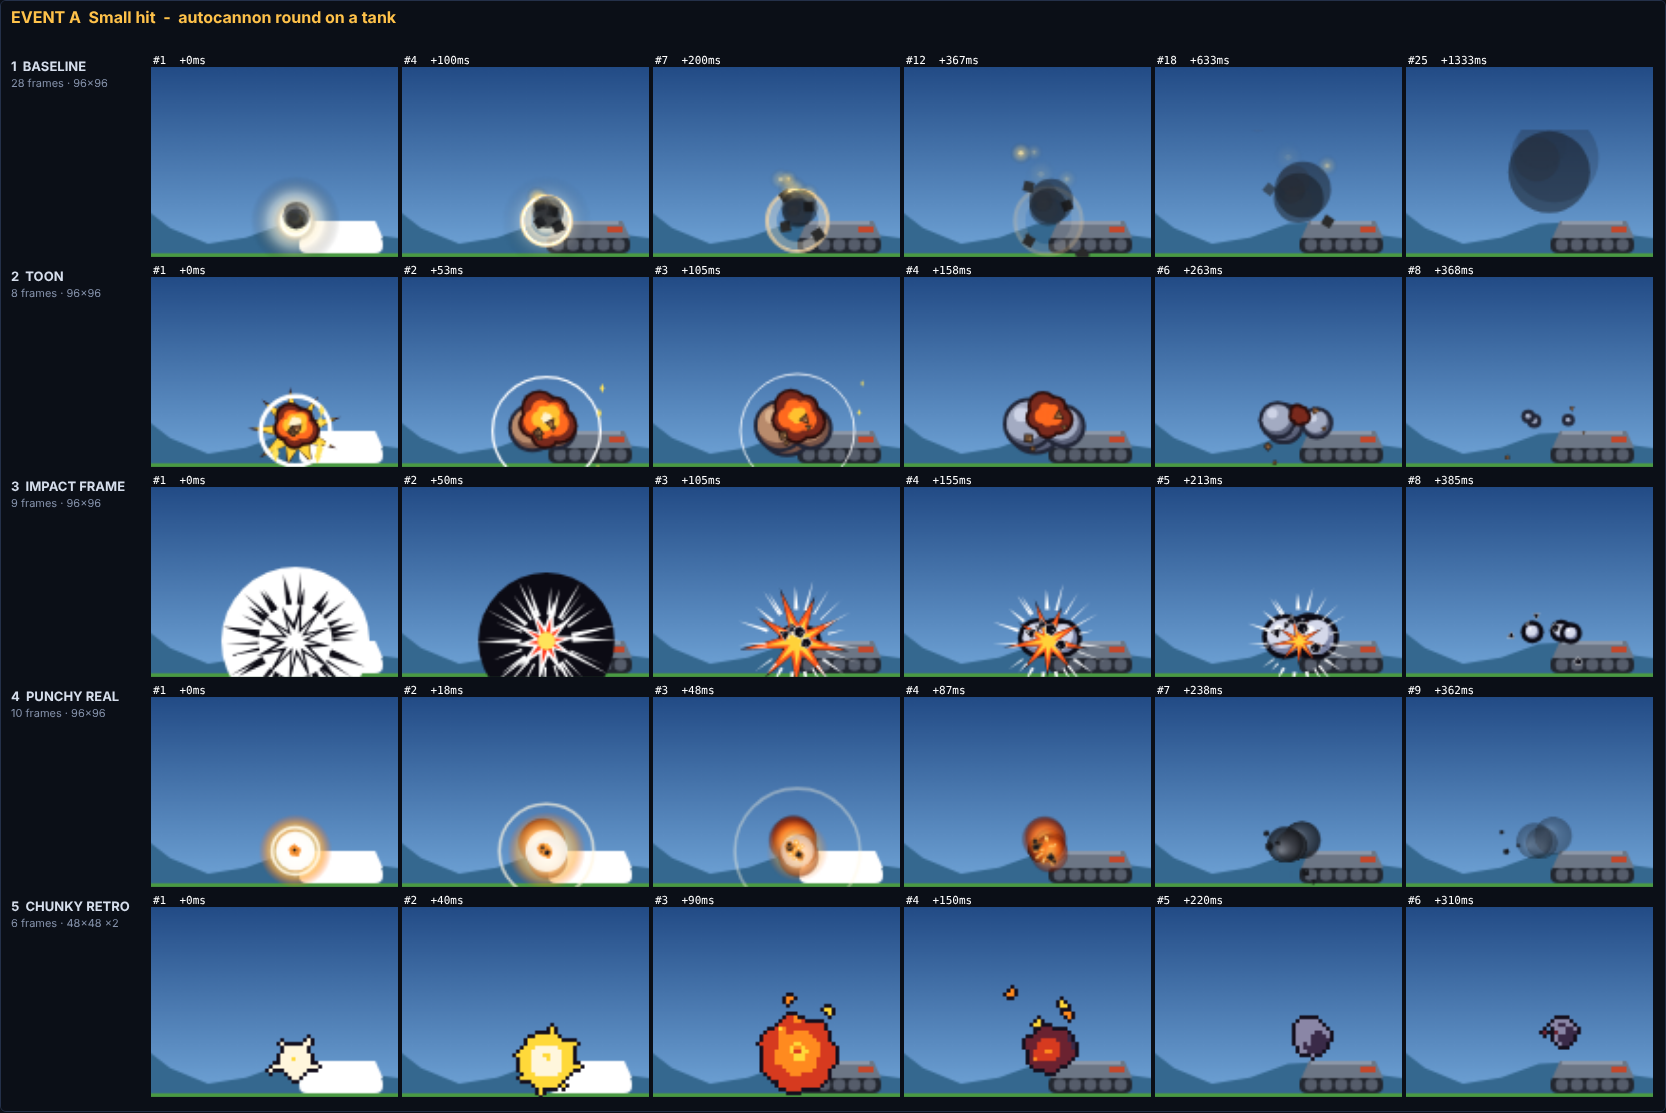 EVENT A  Small hit  -  autocannon round on a tank
1 BASELINE
28 frames · 96×96
#1 +0ms
#4 +100ms
#7 +200ms
#12 +367ms
#18 +633ms
#25 +1333ms
2 TOON
8 frames · 96×96
#1 +0ms
#2 +53ms
#3 +105ms
#4 +158ms
#6 +263ms
#8 +368ms
3 IMPACT FRAME
9 frames · 96×96
#1 +0ms
#2 +50ms
#3 +105ms
#4 +155ms
#5 +213ms
#8 +385ms
4 PUNCHY REAL
10 frames · 96×96
#1 +0ms
#2 +18ms
#3 +48ms
#4 +87ms
#7 +238ms
#9 +362ms
5 CHUNKY RETRO
6 frames · 48×48 ×2
#1 +0ms
#2 +40ms
#3 +90ms
#4 +150ms
#5 +220ms
#6 +310ms